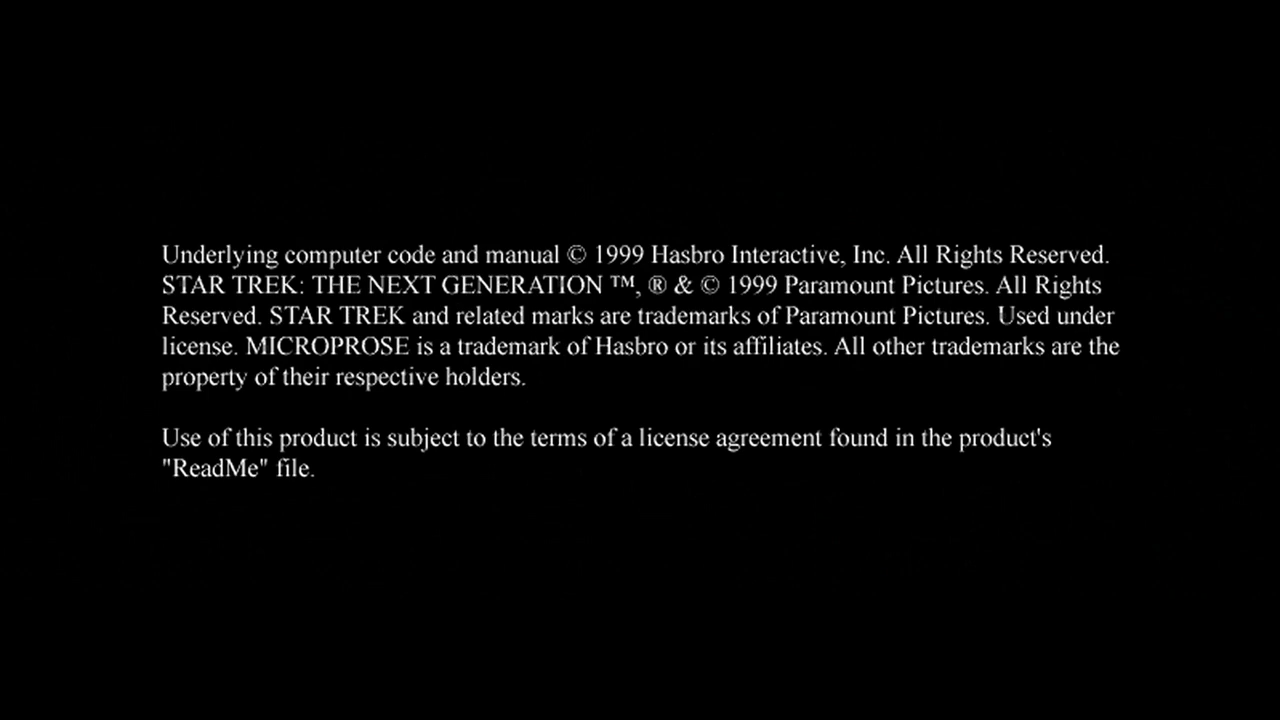 Underlying computer code and manual © 1999 Hasbro Interactive, Inc. All Rights Reserved.
STAR TREK: THE NEXT GENERATION ™, ® & © 1999 Paramount Pictures. All Rights
Reserved. STAR TREK and related marks are trademarks of Paramount Pictures. Used under
license. MICROPROSE is a trademark of Hasbro or its affiliates. All other trademarks are the
property of their respective holders.
Use of this product is subject to the terms of a license agreement found in the product's
"ReadMe" file.